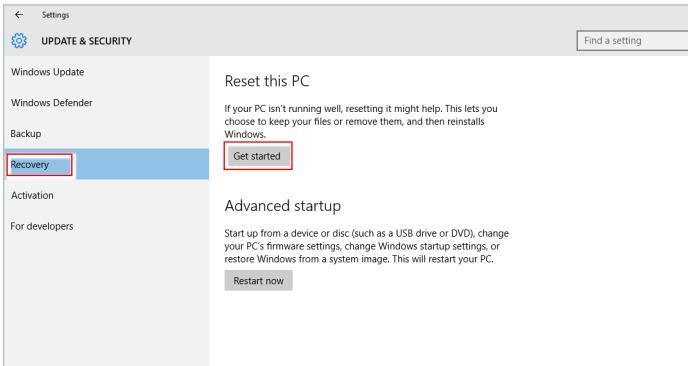 Settings
UPDATE & SECURITY
Find a setting
Windows Update
Windows Defender
Backup
Recovery
Activation
For developers
Reset this PC
If your PC isn't running well, resetting it might help. This lets you
choose to keep your files or remove them, and then reinstalls
Windows.
Get started
Advanced startup
Start up from a device or disc (such as a USB drive or DVD), change
your PC's firmware settings, change Windows startup settings, or
restore Windows from a system image. This will restart your PC.
Restart now